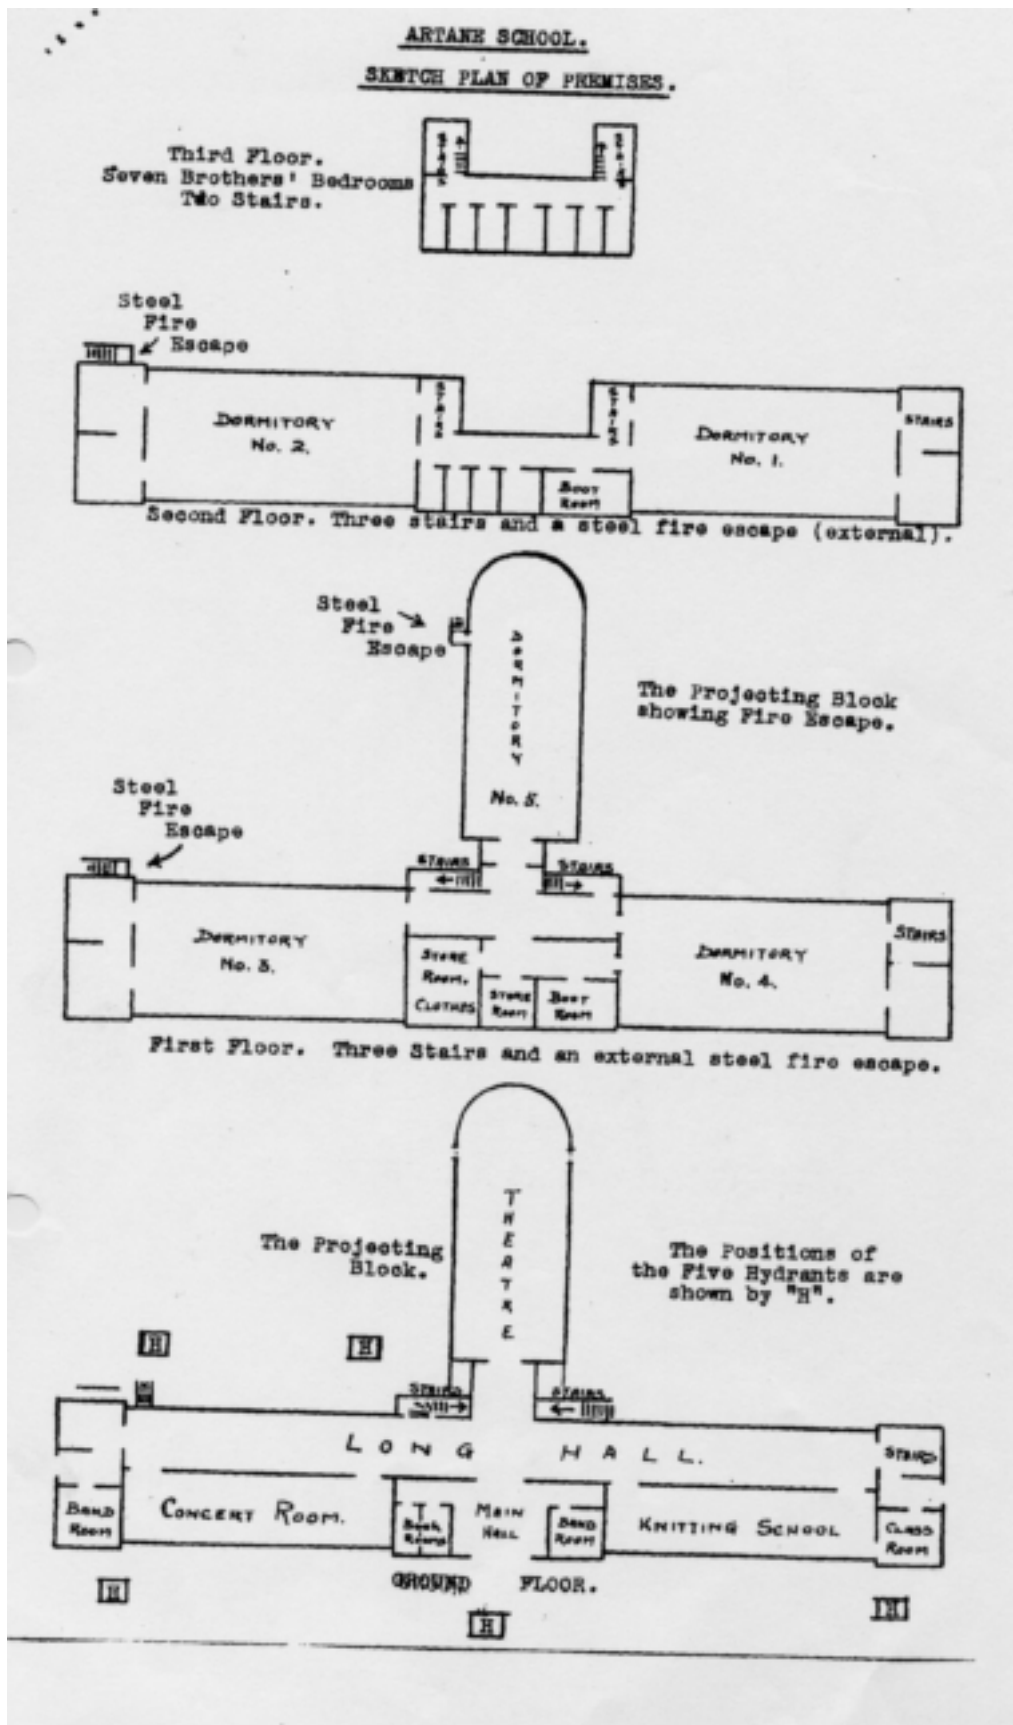 ARTANE SCHOOL.
SKETCH PLAN OF PREMISES.
Third Floor.
Seven Brothers' Bedrooms
Two Stairs.
STAIRS
STAIRS
Steel
Fire
Escape
DORMITORY
No. 2.
STAIRS
STAIRS
DORMITORY
No. 1.
STAIRS
BOOT
ROOM
Second Floor. Three stairs and a steel fire escape (external).
Steel
Fire
Escape
DORMITORY
No. 5.
The Projecting Block
showing Fire Escape.
Steel
Fire
Escape
STAIRS
STAIRS
DORMITORY
No. 3.
STORE
ROOM.
CLOTHES
STORE
ROOM
BOOT
ROOM
DORMITORY
No. 4.
STAIRS
First Floor. Three Stairs and an external steel fire escape.
THEATRE
The Projecting
Block.
The Positions of
the Five Hydrants are
shown by "H".
H
H
STAIRS
STAIRS
LONG HALL.
STAIRS
BAND
ROOM
CONCERT ROOM.
BOOK
ROOMS
MAIN
HALL
BAND
ROOM
KNITTING SCHOOL
CLASS
ROOM
GROUND FLOOR.
H
H
H